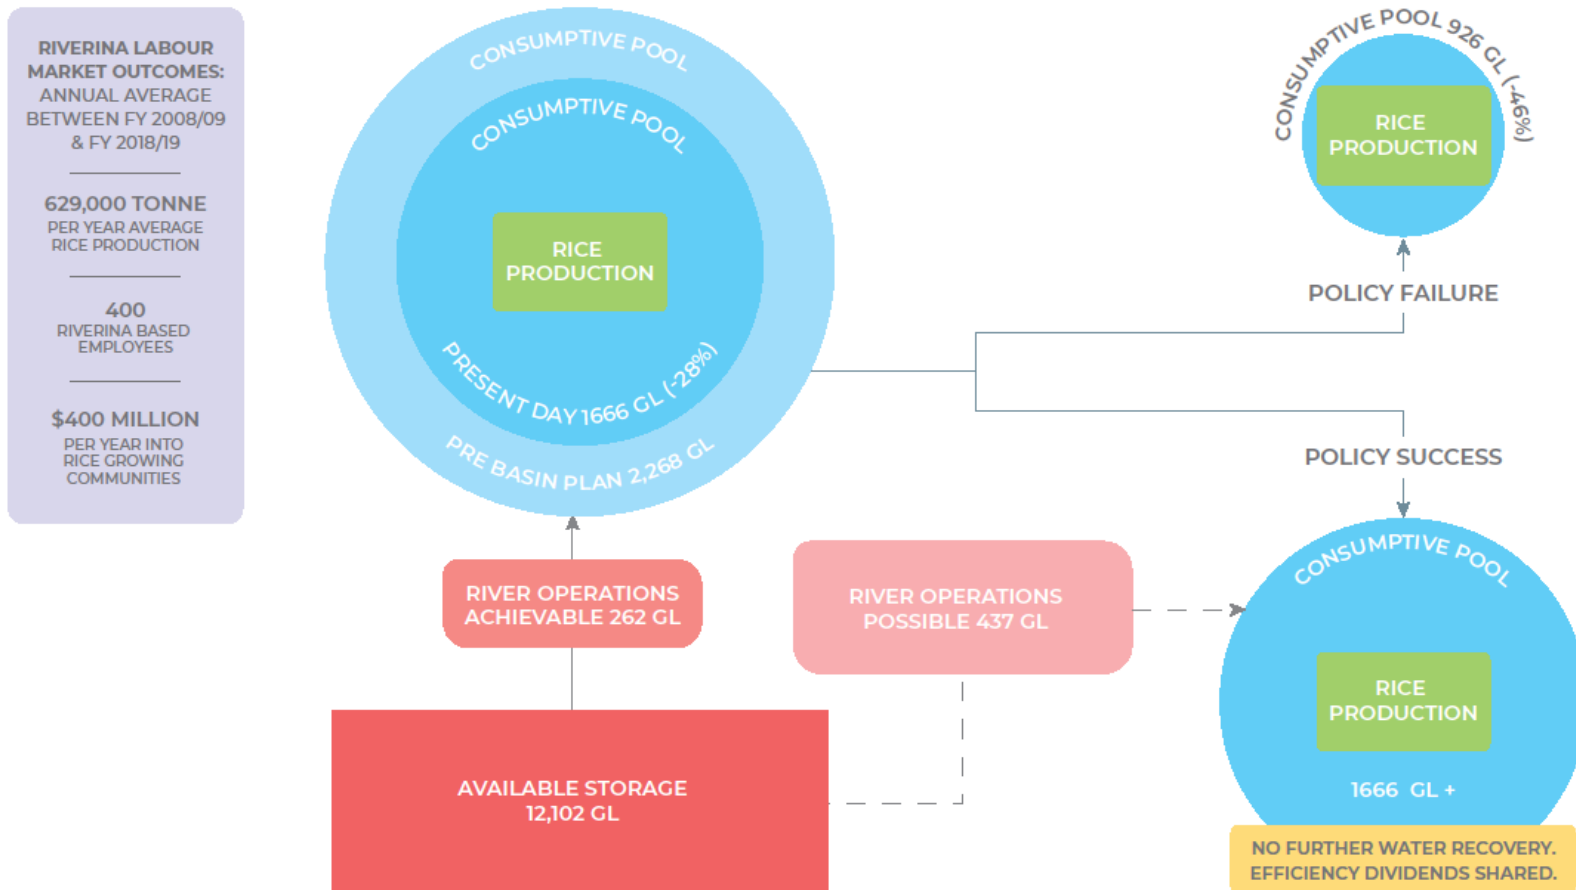 RIVERINA LABOUR
MARKET OUTCOMES:
ANNUAL AVERAGE
BETWEEN FY 2008/09
& FY 2018/19
629,000 TONNE
PER YEAR AVERAGE
RICE PRODUCTION
400
RIVERINA BASED
EMPLOYEES
$400 MILLION
PER YEAR INTO
RICE GROWING
COMMUNITIES
CONSUMPTIVE POOL
CONSUMPTIVE POOL
RICE
PRODUCTION
PRESENT DAY 1666 GL (-28%)
PRE BASIN PLAN 2,268 GL
RIVER OPERATIONS
ACHIEVABLE 262 GL
AVAILABLE STORAGE
12,102 GL
RIVER OPERATIONS
POSSIBLE 437 GL
CONSUMPTIVE POOL 926 GL (-46%)
RICE
PRODUCTION
POLICY FAILURE
POLICY SUCCESS
CONSUMPTIVE POOL
RICE
PRODUCTION
1666 GL +
NO FURTHER WATER RECOVERY.
EFFICIENCY DIVIDENDS SHARED.